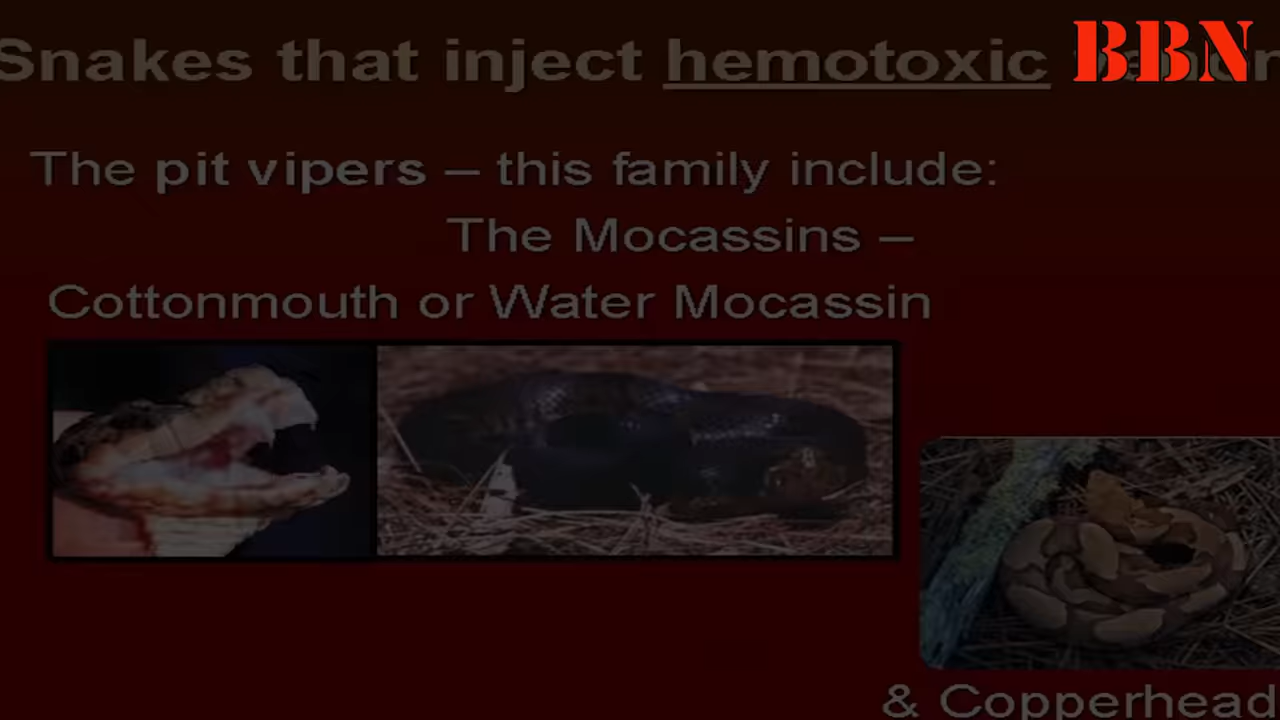 Snakes that inject hemotoxic
BBN
The pit vipers – this family include:
The Mocassins –
Cottonmouth or Water Mocassin
& Copperhead